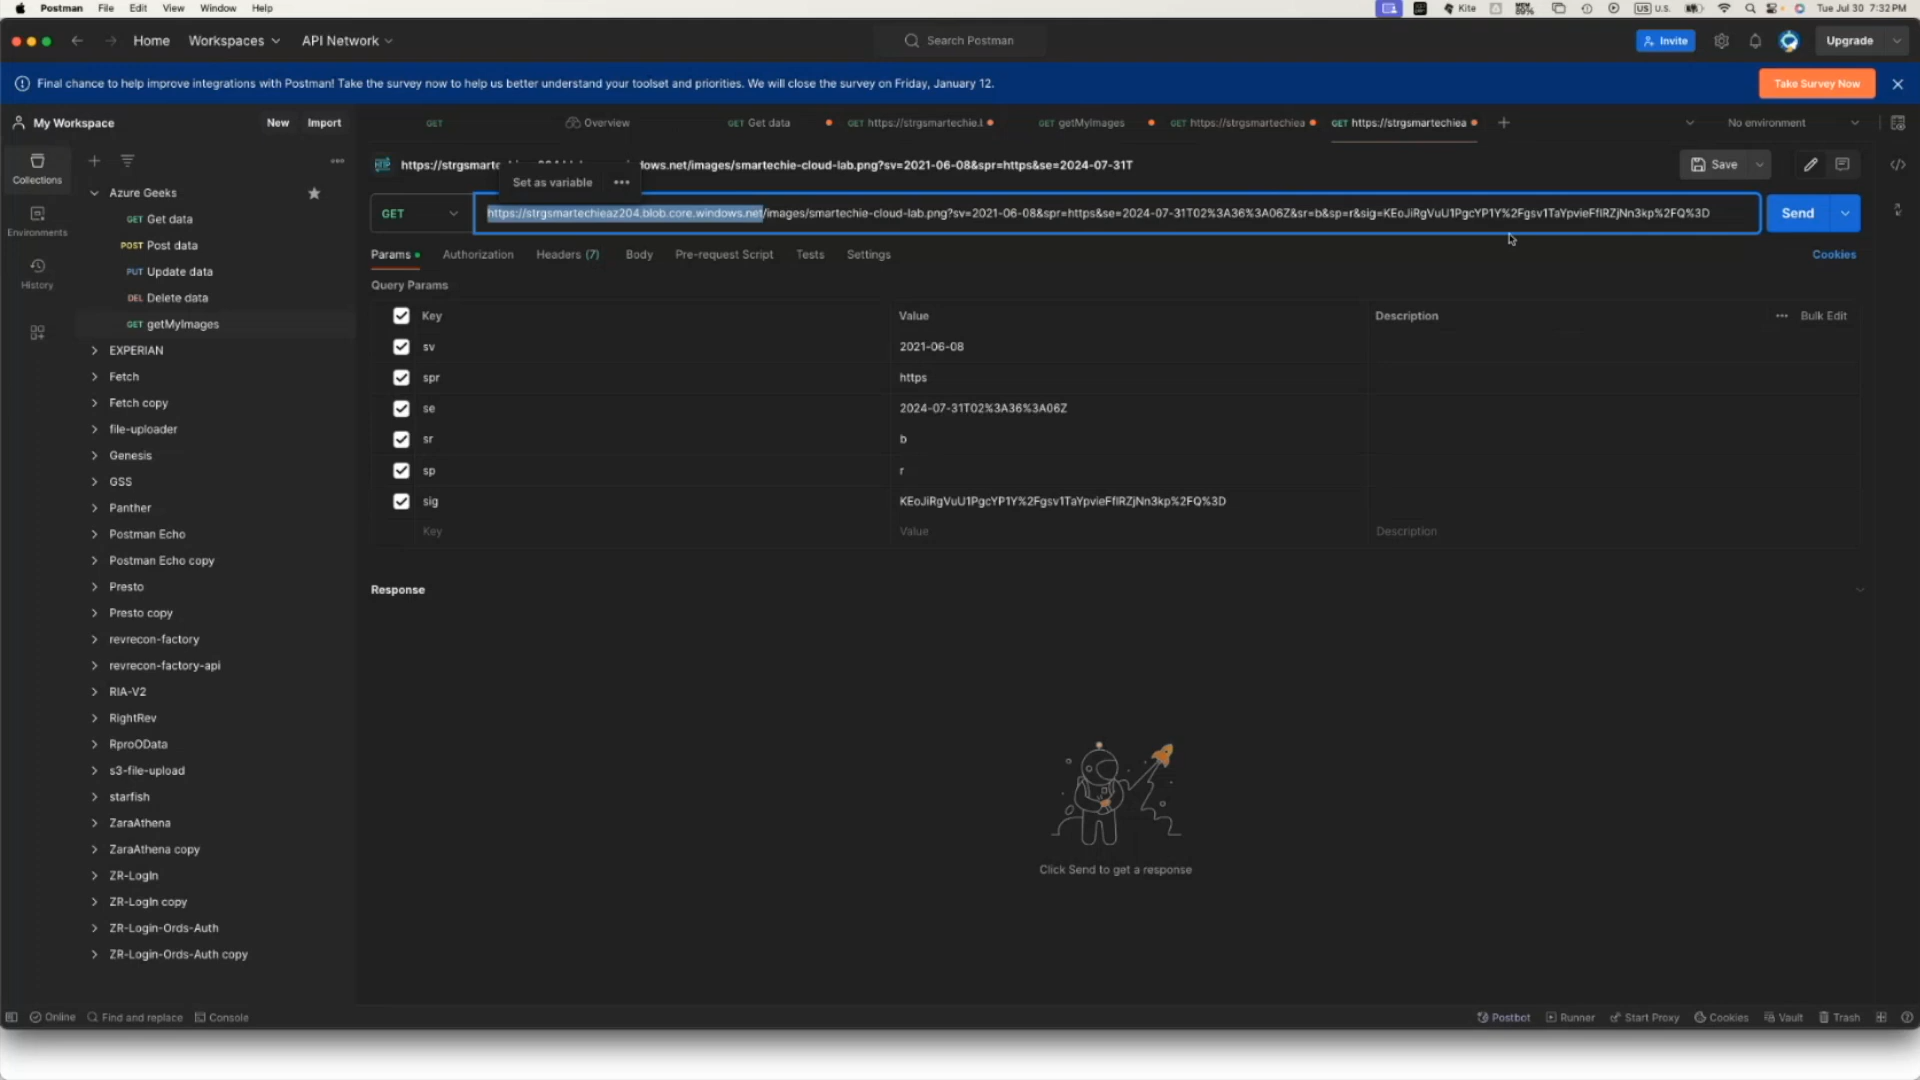 Postman File Edit View Window Help Kite U.S. Tue Jul 30 7:32 PM
Home Workspaces API Network Search Postman Invite Upgrade
Final chance to help improve integrations with Postman! Take the survey now to help us better understand your toolset and priorities. We will close the survey on Friday, January 12. Take Survey Now
My Workspace New Import GET Overview GET Get data GET https://strgsmartechie.l GET getMyImages GET https://strgsmartechiea GET https://strgsmartechiea No environment
Collections
Environments
History
Azure Geeks
GET Get data
POST Post data
PUT Update data
DEL Delete data
GET getMyImages
EXPERIAN
Fetch
Fetch copy
file-uploader
Genesis
GSS
Panther
Postman Echo
Postman Echo copy
Presto
Presto copy
revrecon-factory
revrecon-factory-api
RIA-V2
RightRev
RproOData
s3-file-upload
starfish
ZaraAthena
ZaraAthena copy
ZR-LogIn
ZR-LogIn copy
ZR-Login-Ords-Auth
ZR-Login-Ords-Auth copy
https://strgsmarte lows.net/images/smartechie-cloud-lab.png?sv=2021-06-08&spr=https&se=2024-07-31T Save
Set as variable
GET https://strgsmartechieaz204.blob.core.windows.net/images/smartechie-cloud-lab.png?sv=2021-06-08&spr=https&se=2024-07-31T02%3A36%3A06Z&sr=b&sp=r&sig=KEoJiRgVuU1PgcYP1Y%2Fgsv1TaYpvieFflRZjNn3kp%2FQ%3D Send
Params Authorization Headers (7) Body Pre-request Script Tests Settings Cookies
Query Params
Key Value Description Bulk Edit
sv 2021-06-08
spr https
se 2024-07-31T02%3A36%3A06Z
sr b
sp r
sig KEoJiRgVuU1PgcYP1Y%2Fgsv1TaYpvieFflRZjNn3kp%2FQ%3D
Key Value Description
Response
Click Send to get a response
Online Find and replace Console Postbot Runner Start Proxy Cookies Vault Trash